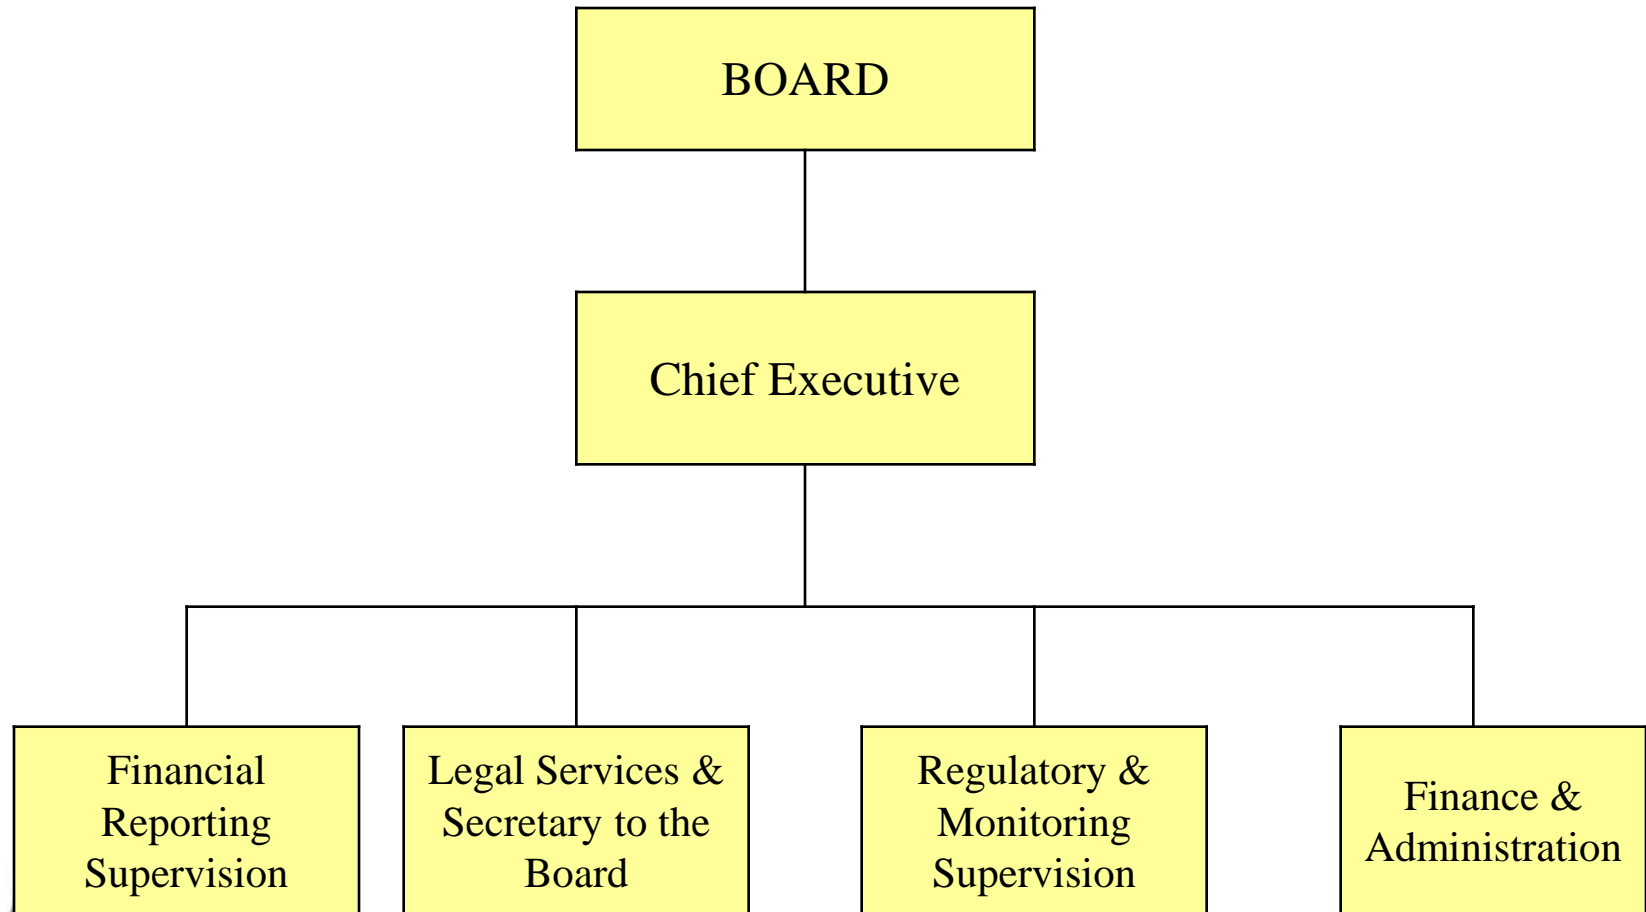 BOARD
Chief Executive
Financial
Reporting
Supervision
Legal Services &
Secretary to the
Board
Regulatory &
Monitoring
Supervision
Finance &
Administration